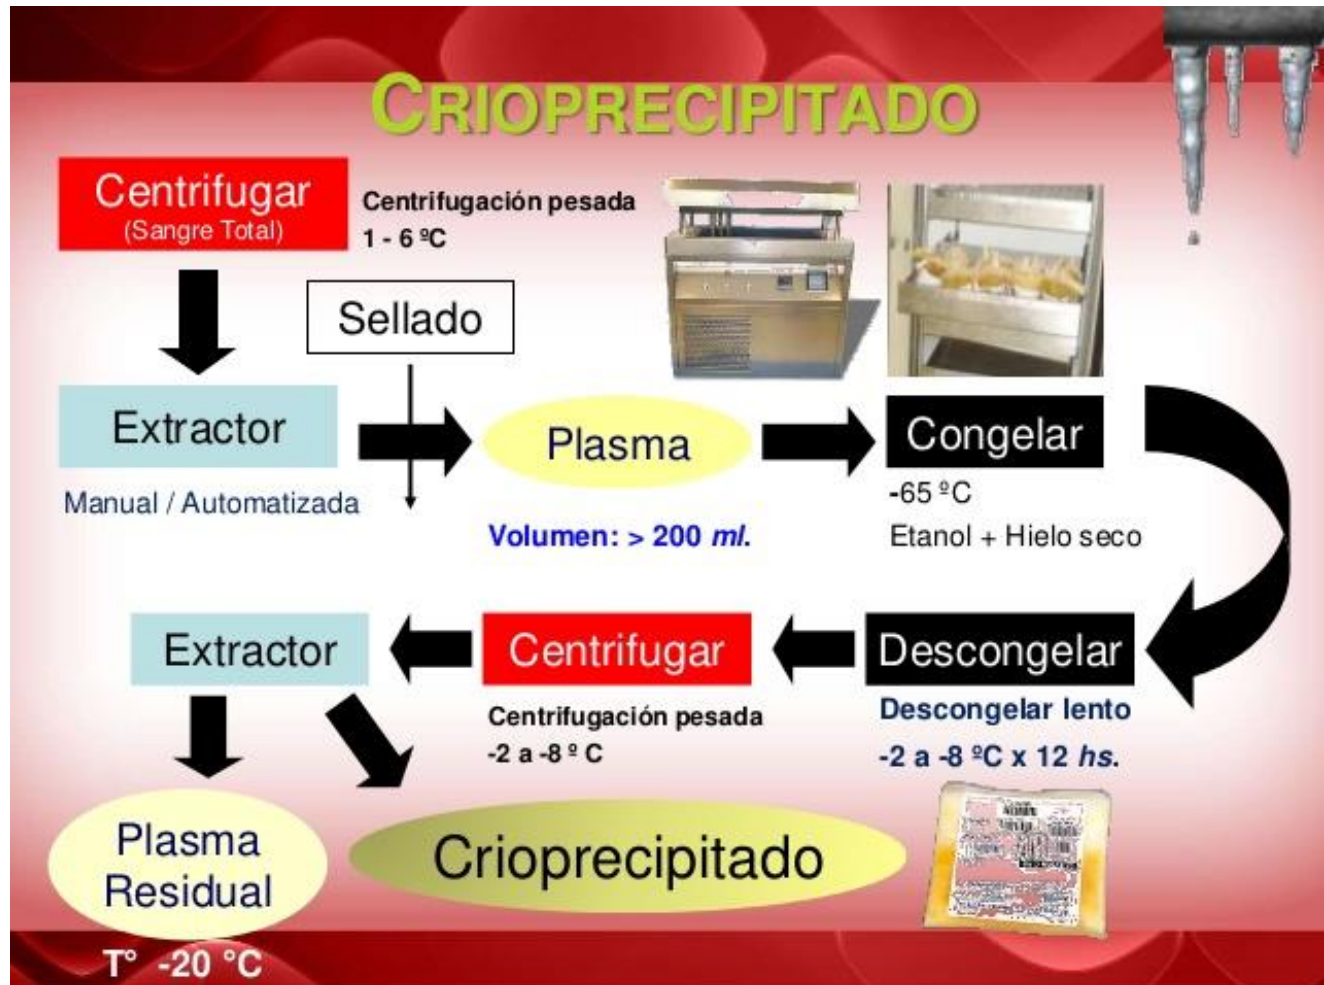 CRIOPRECIPITADO
Centrifugar
(Sangre Total)
Centrifugación pesada
1 - 6 ºC
Sellado
Extractor
Manual / Automatizada
Plasma
Volumen: > 200 ml.
Congelar
-65 ºC
Etanol + Hielo seco
Extractor
Centrifugar
Centrifugación pesada
-2 a -8 º C
Descongelar
Descongelar lento
-2 a -8 ºC x 12 hs.
Plasma
Residual
T° -20 °C
Crioprecipitado